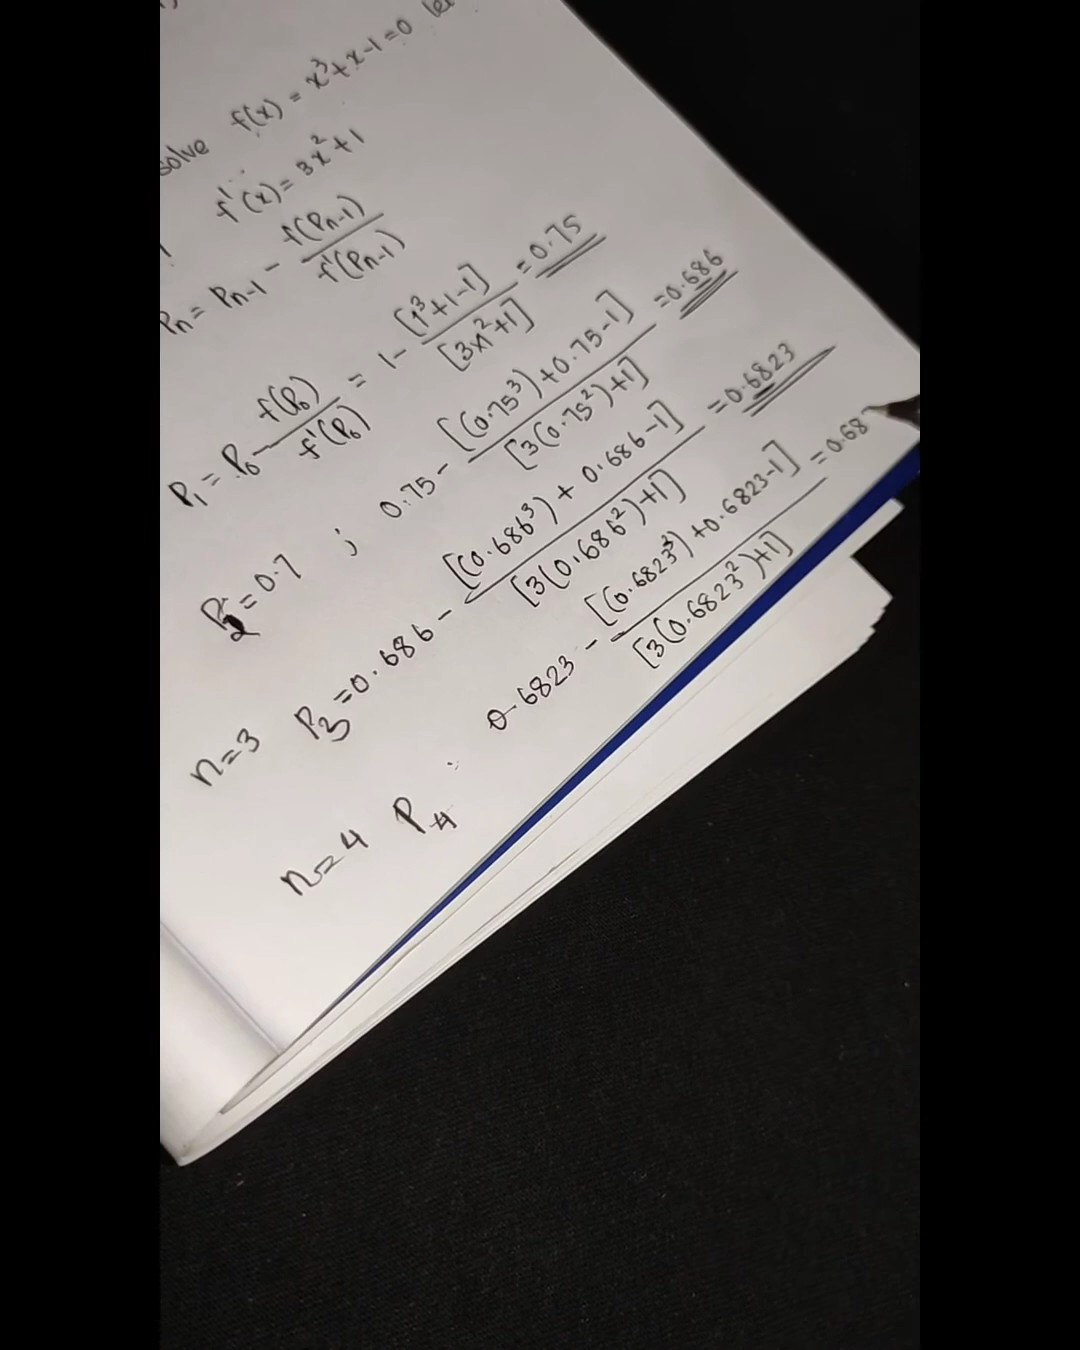 solve f(x) = x³+x-1=0 let
f'(x) = 3x²+1
Pn = Pn-1 - f(Pn-1)/f'(Pn-1)
P₁ = P₀ - f(P₀)/f'(P₀) = 1 - [1³+1-1]/[3x1²+1] = 0.75
P₂ = 0.7 ; 0.75 - [(0.75³)+0.75-1]/[3(0.75²)+1] = 0.686
n=3 P₃ = 0.686 - [(0.686³) + 0.686-1]/[3(0.686²)+1] = 0.6823
n=4 P₄ : 0.6823 - [(0.6823³)+0.6823-1]/[3(0.6823²)+1] = 0.68